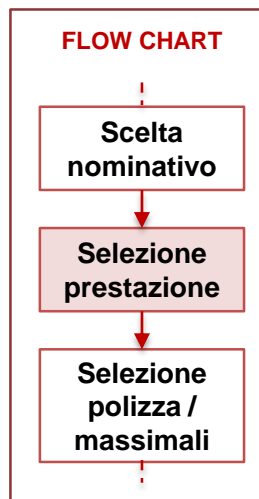 FLOW CHART
Scelta
nominativo
Selezione
prestazione
Selezione
polizza /
massimali